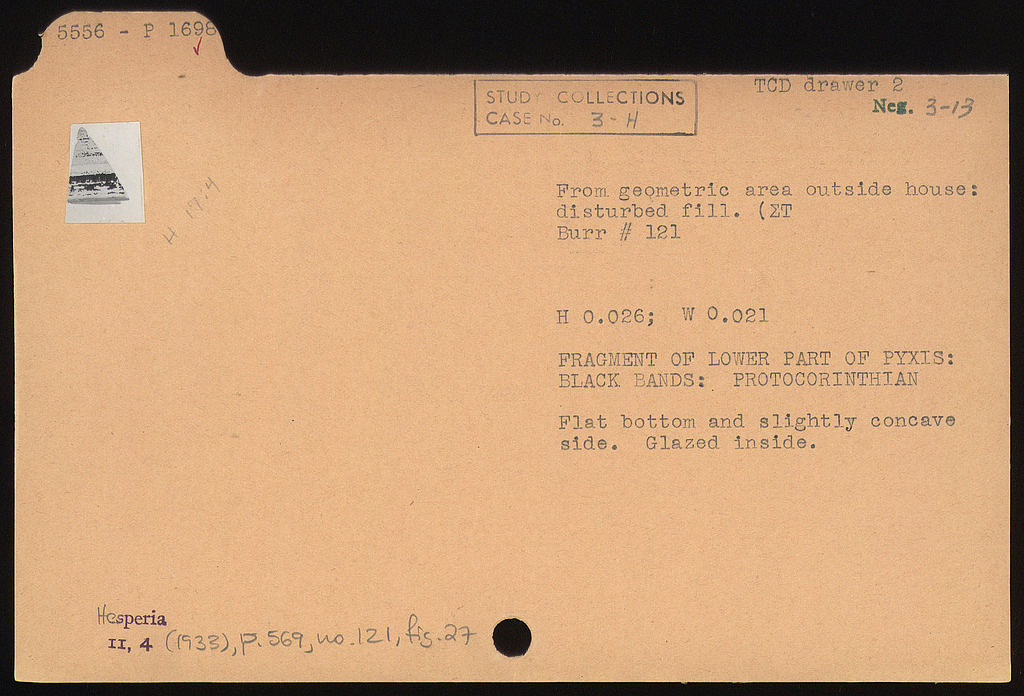 5556 - P 1698
TCD drawer 2
Neg. 3-13
STUDY COLLECTIONS
CASE No. 3-H
H 17:4
From geometric area outside house:
disturbed fill. (ΣΤ
Burr # 121
H 0.026; W 0.021
FRAGMENT OF LOWER PART OF PYXIS:
BLACK BANDS: PROTOCORINTHIAN
Flat bottom and slightly concave
side. Glazed inside.
Hesperia
II, 4 (1933), p. 569, no. 121, fig. 27